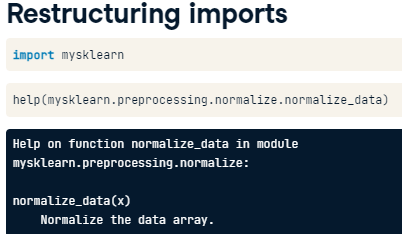 Restructuring imports
import mysklearn
help(mysklearn.preprocessing.normalize.normalize_data)
Help on function normalize_data in module
mysklearn.preprocessing.normalize:
normalize_data(x)
    Normalize the data array.